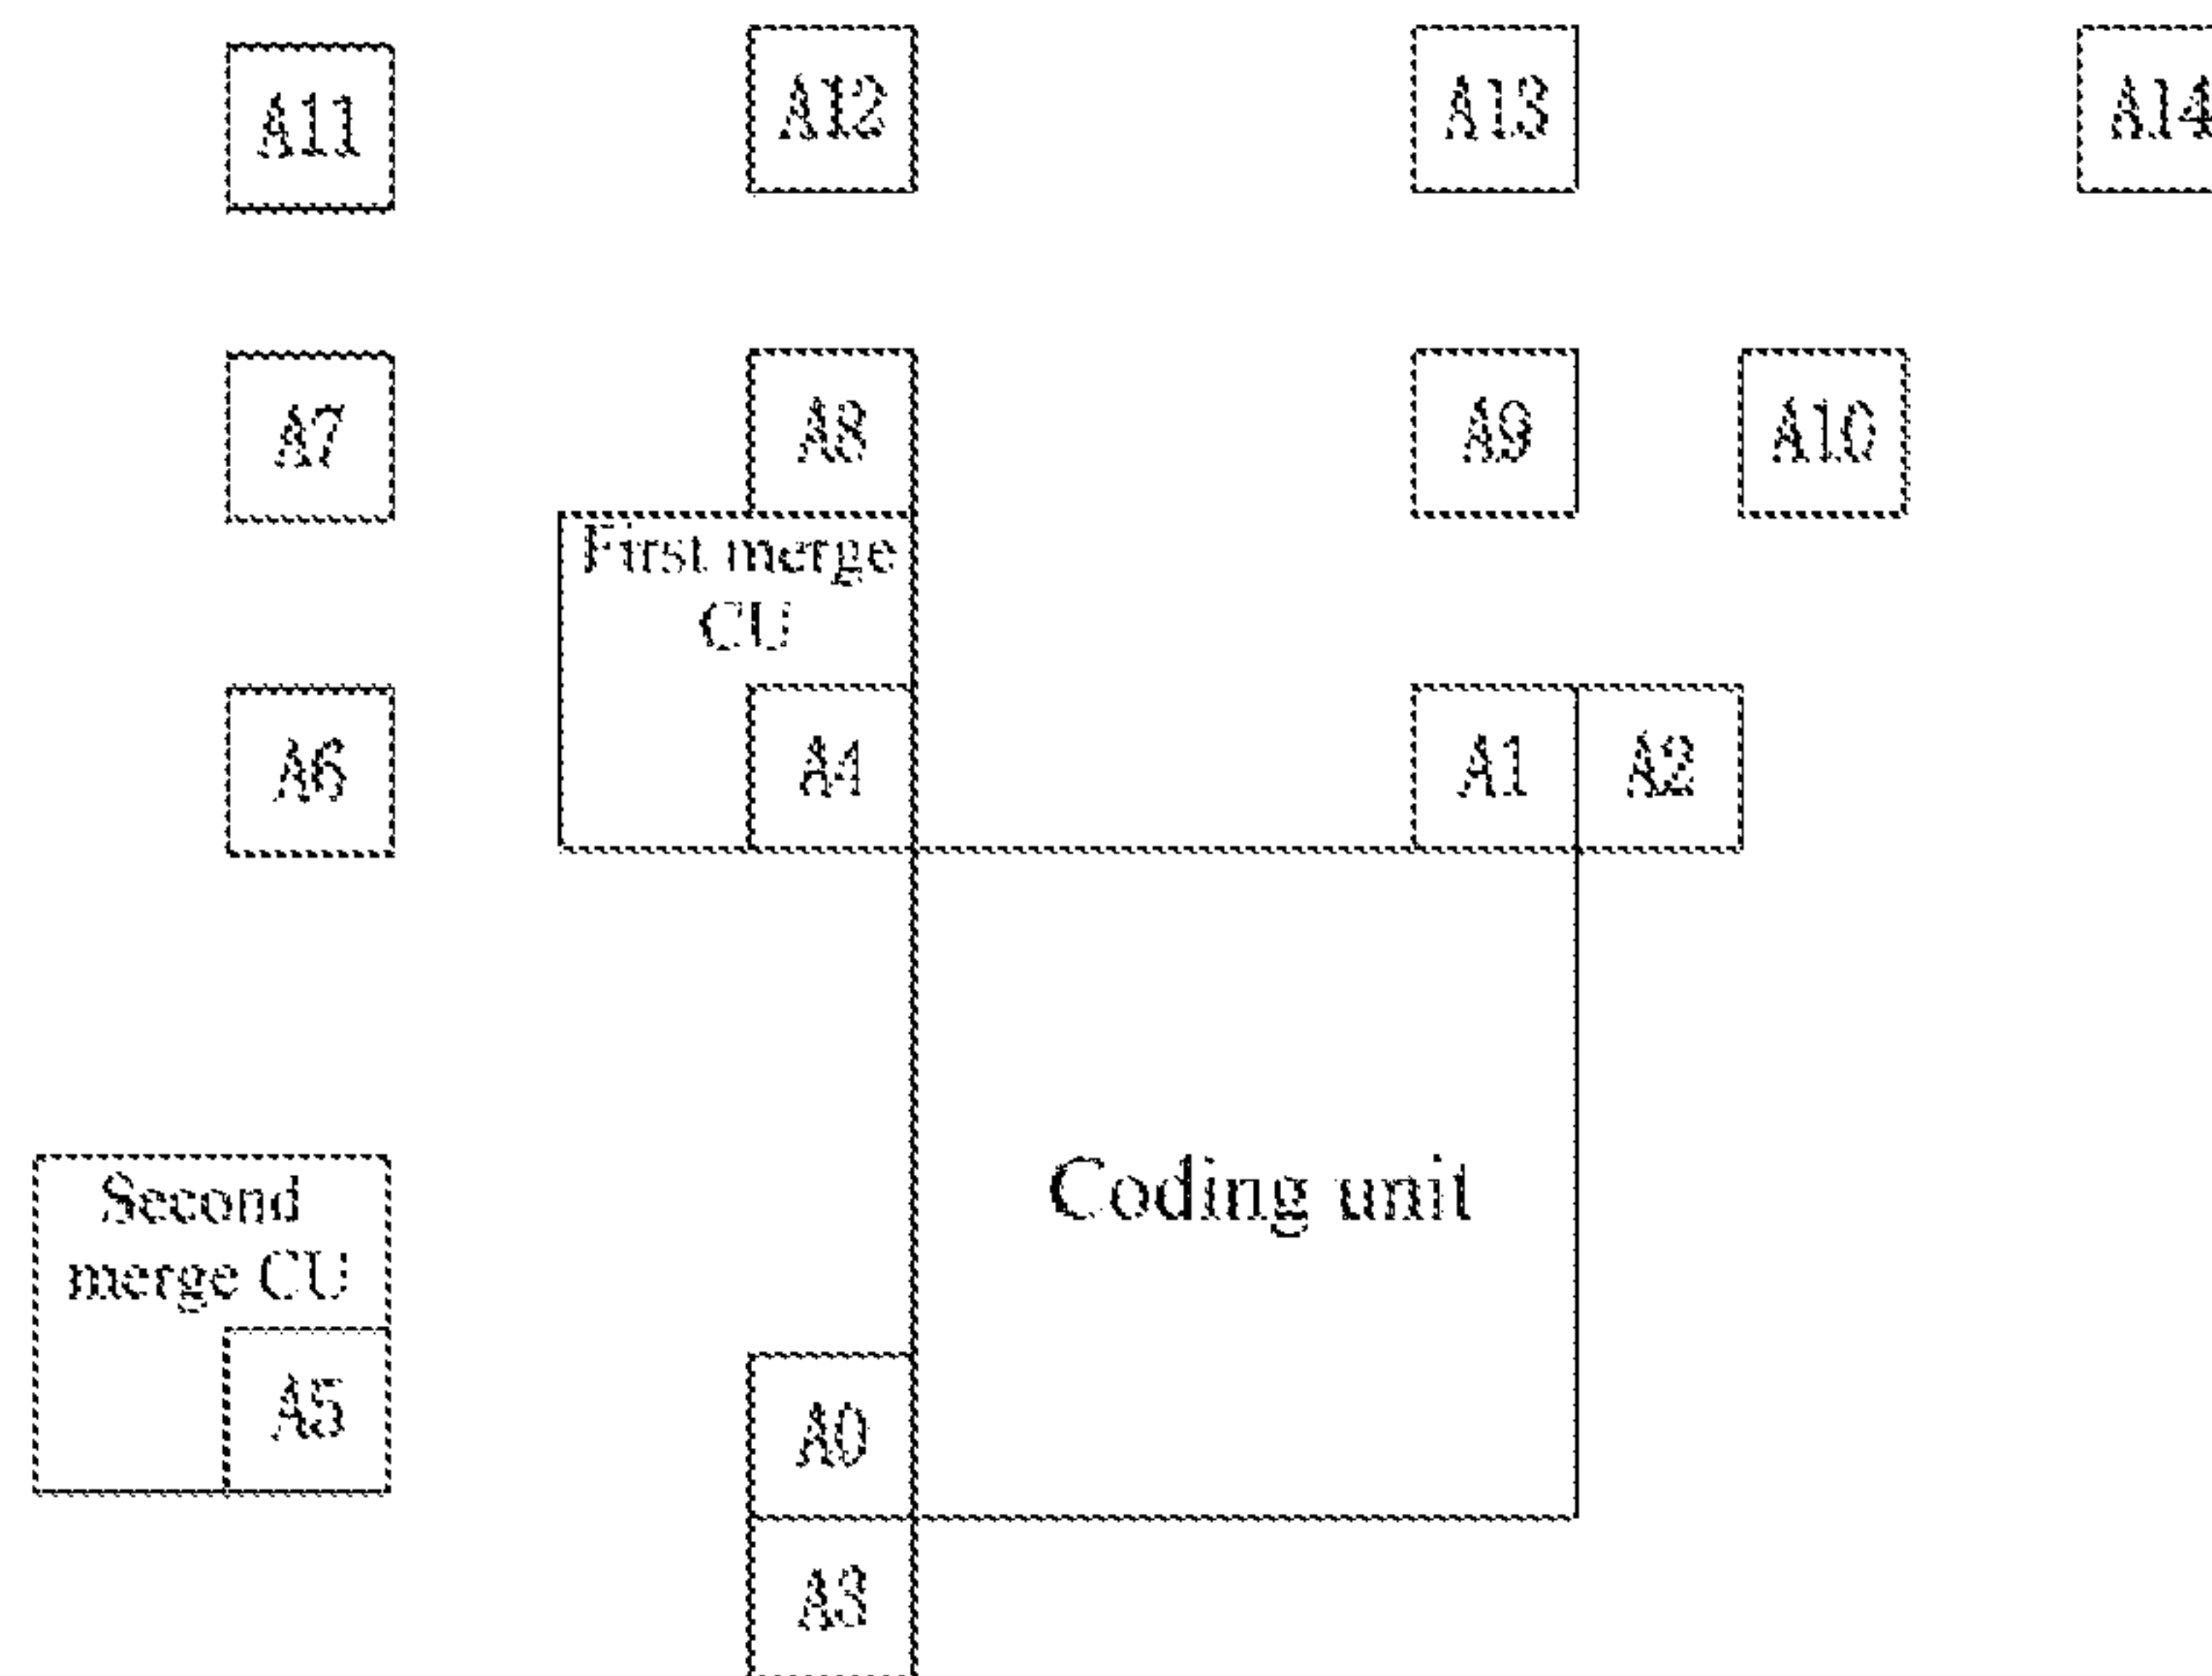 A11
A12
A13
A14
A7
A8
A9
A10
First merge
CU
A6
A4
A1
A2
Second
merge CU
Coding unit
A5
A0
A3